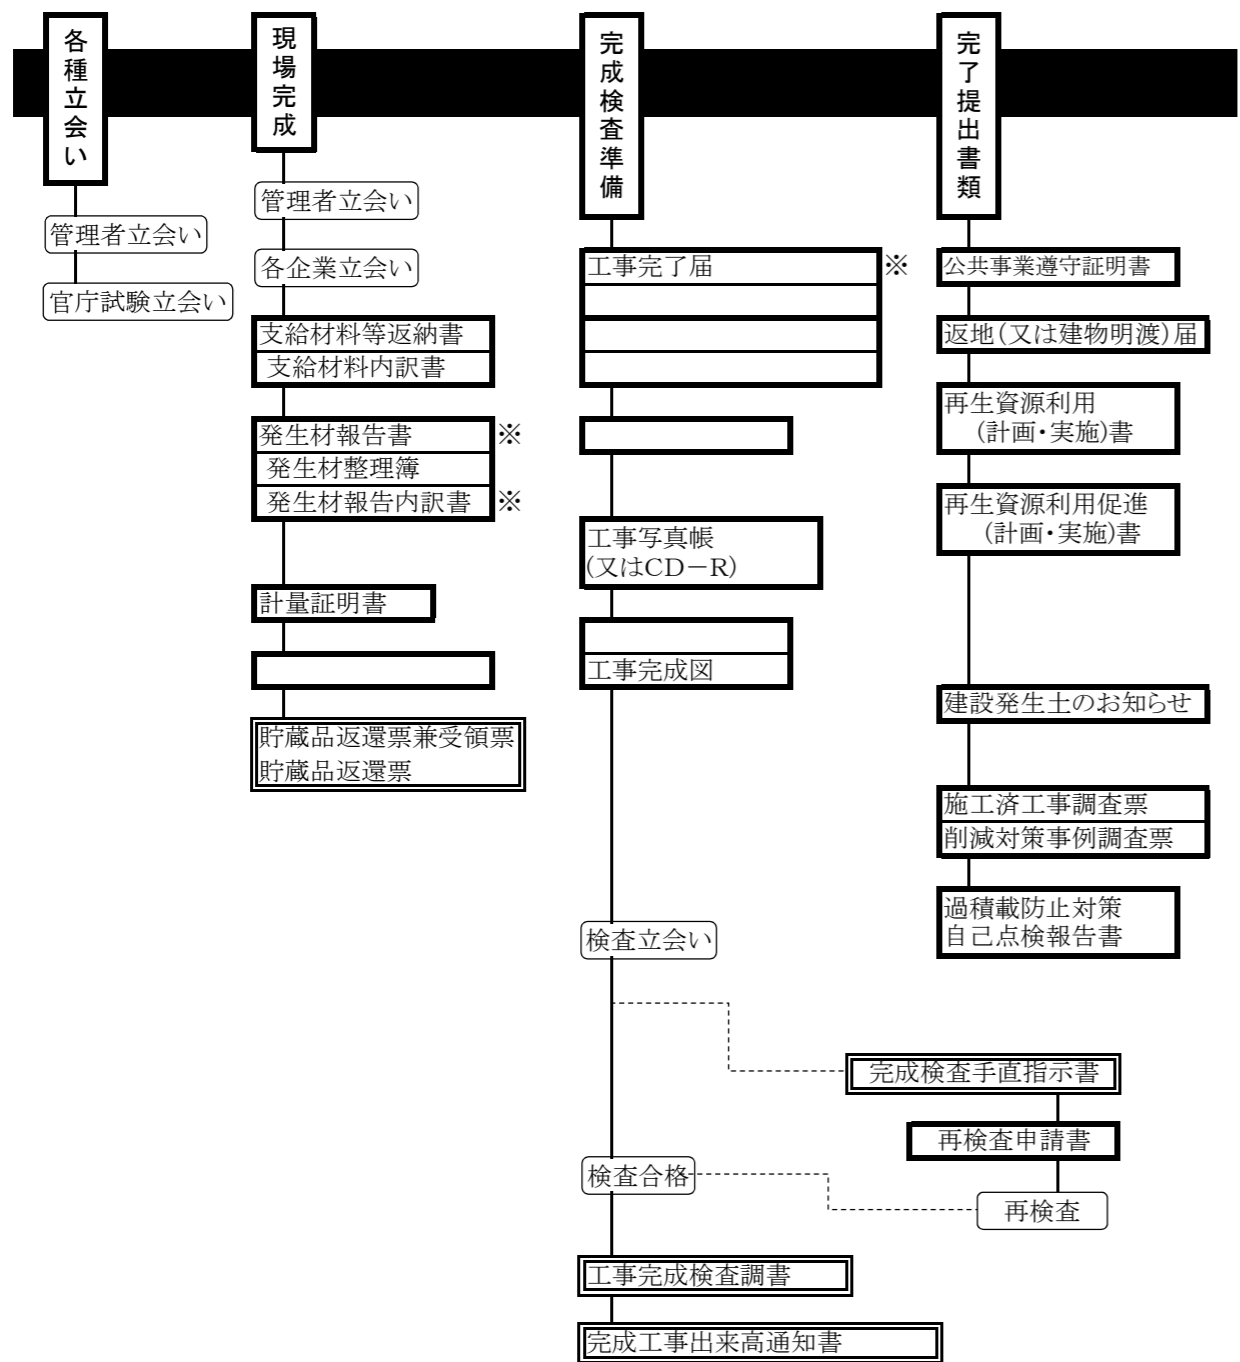 各種立会い
管理者立会い
官庁試験立会い
現場完成
管理者立会い
各企業立会い
支給材料等返納書
支給材料内訳書
発生材報告書 ※
発生材整理簿
発生材報告内訳書 ※
計量証明書
貯蔵品返還票兼受領票
貯蔵品返還票
完成検査準備
工事完了届 ※
工事写真帳
(又はCD-R)
工事完成図
検査立会い
検査合格
工事完成検査調書
完成工事出来高通知書
完了提出書類
公共事業遵守証明書
返地(又は建物明渡)届
再生資源利用
(計画・実施)書
再生資源利用促進
(計画・実施)書
建設発生土のお知らせ
施工済工事調査票
削減対策事例調査票
過積載防止対策
自己点検報告書
完成検査手直指示書
再検査申請書
再検査